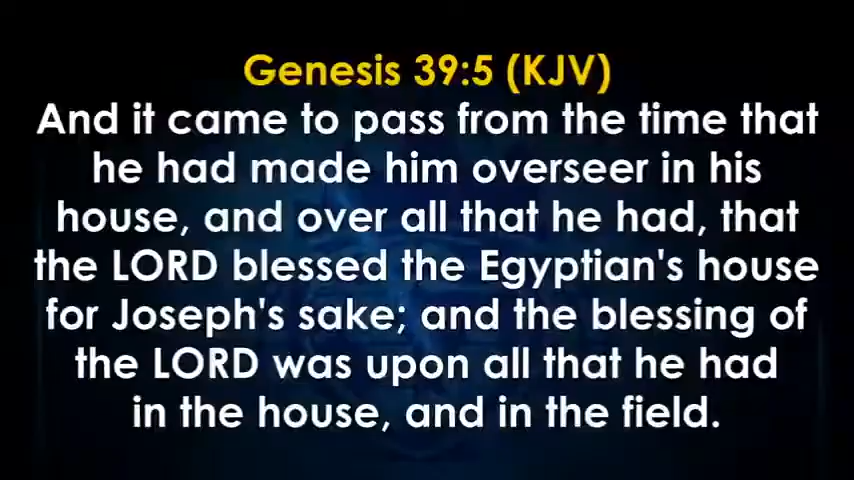 Genesis 39:5 (KJV)
And it came to pass from the time that
he had made him overseer in his
house, and over all that he had, that
the LORD blessed the Egyptian's house
for Joseph's sake; and the blessing of
the LORD was upon all that he had
in the house, and in the field.